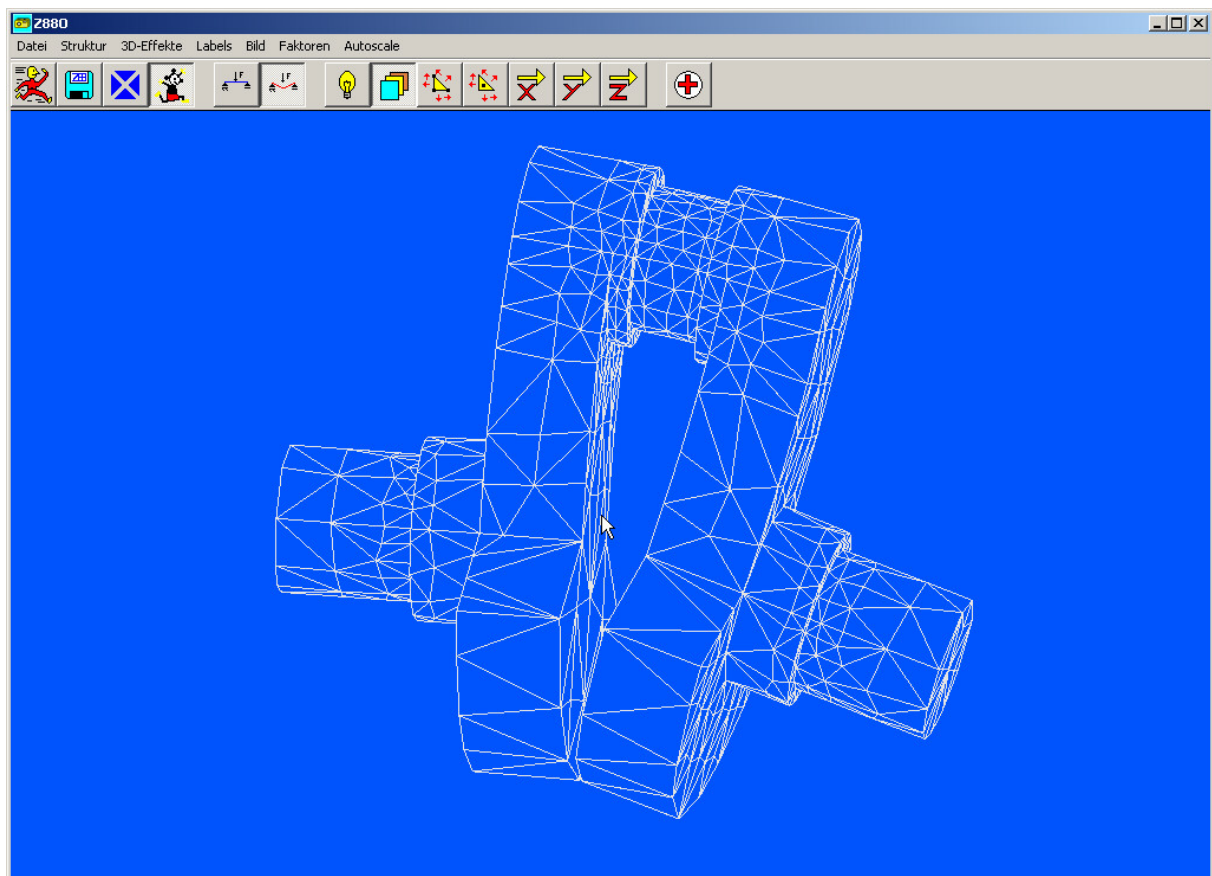 Z88O
Datei Struktur 3D-Effekte Labels Bild Faktoren Autoscale
F F X Y Z